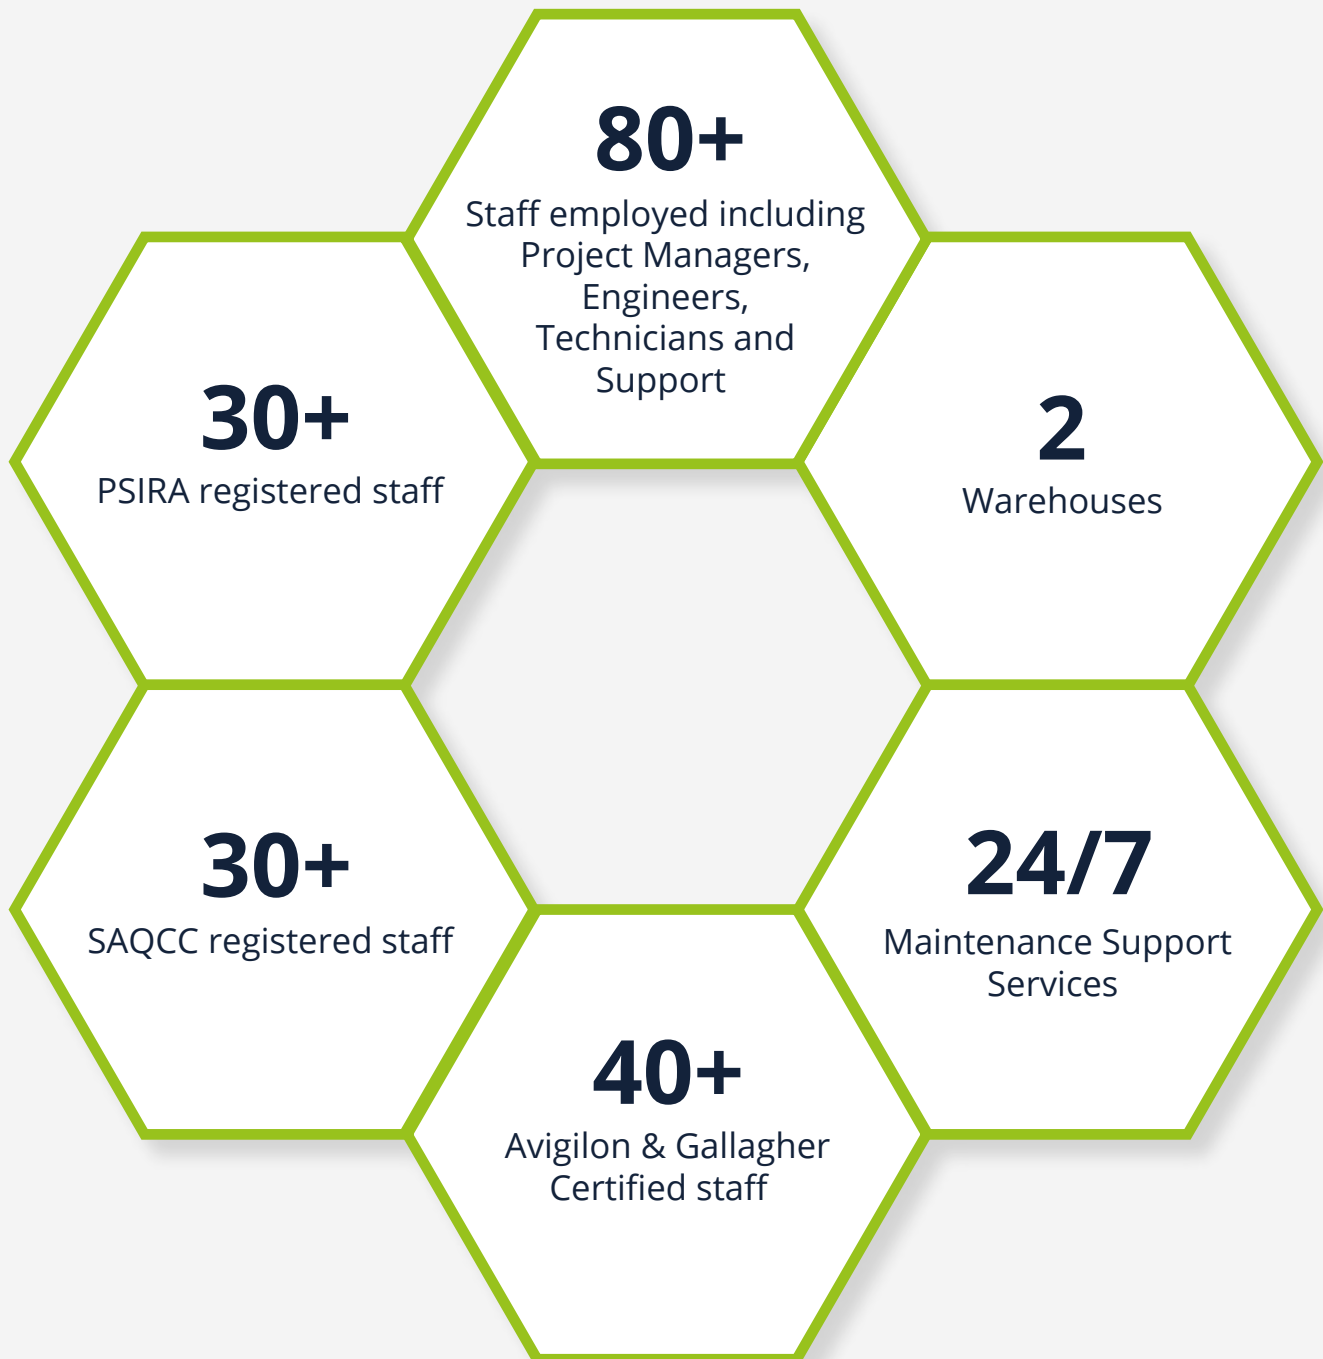 80+
Staff employed including
Project Managers,
Engineers,
Technicians and
Support
30+
PSIRA registered staff
2
Warehouses
30+
SAQCC registered staff
24/7
Maintenance Support
Services
40+
Avigilon & Gallagher
Certified staff